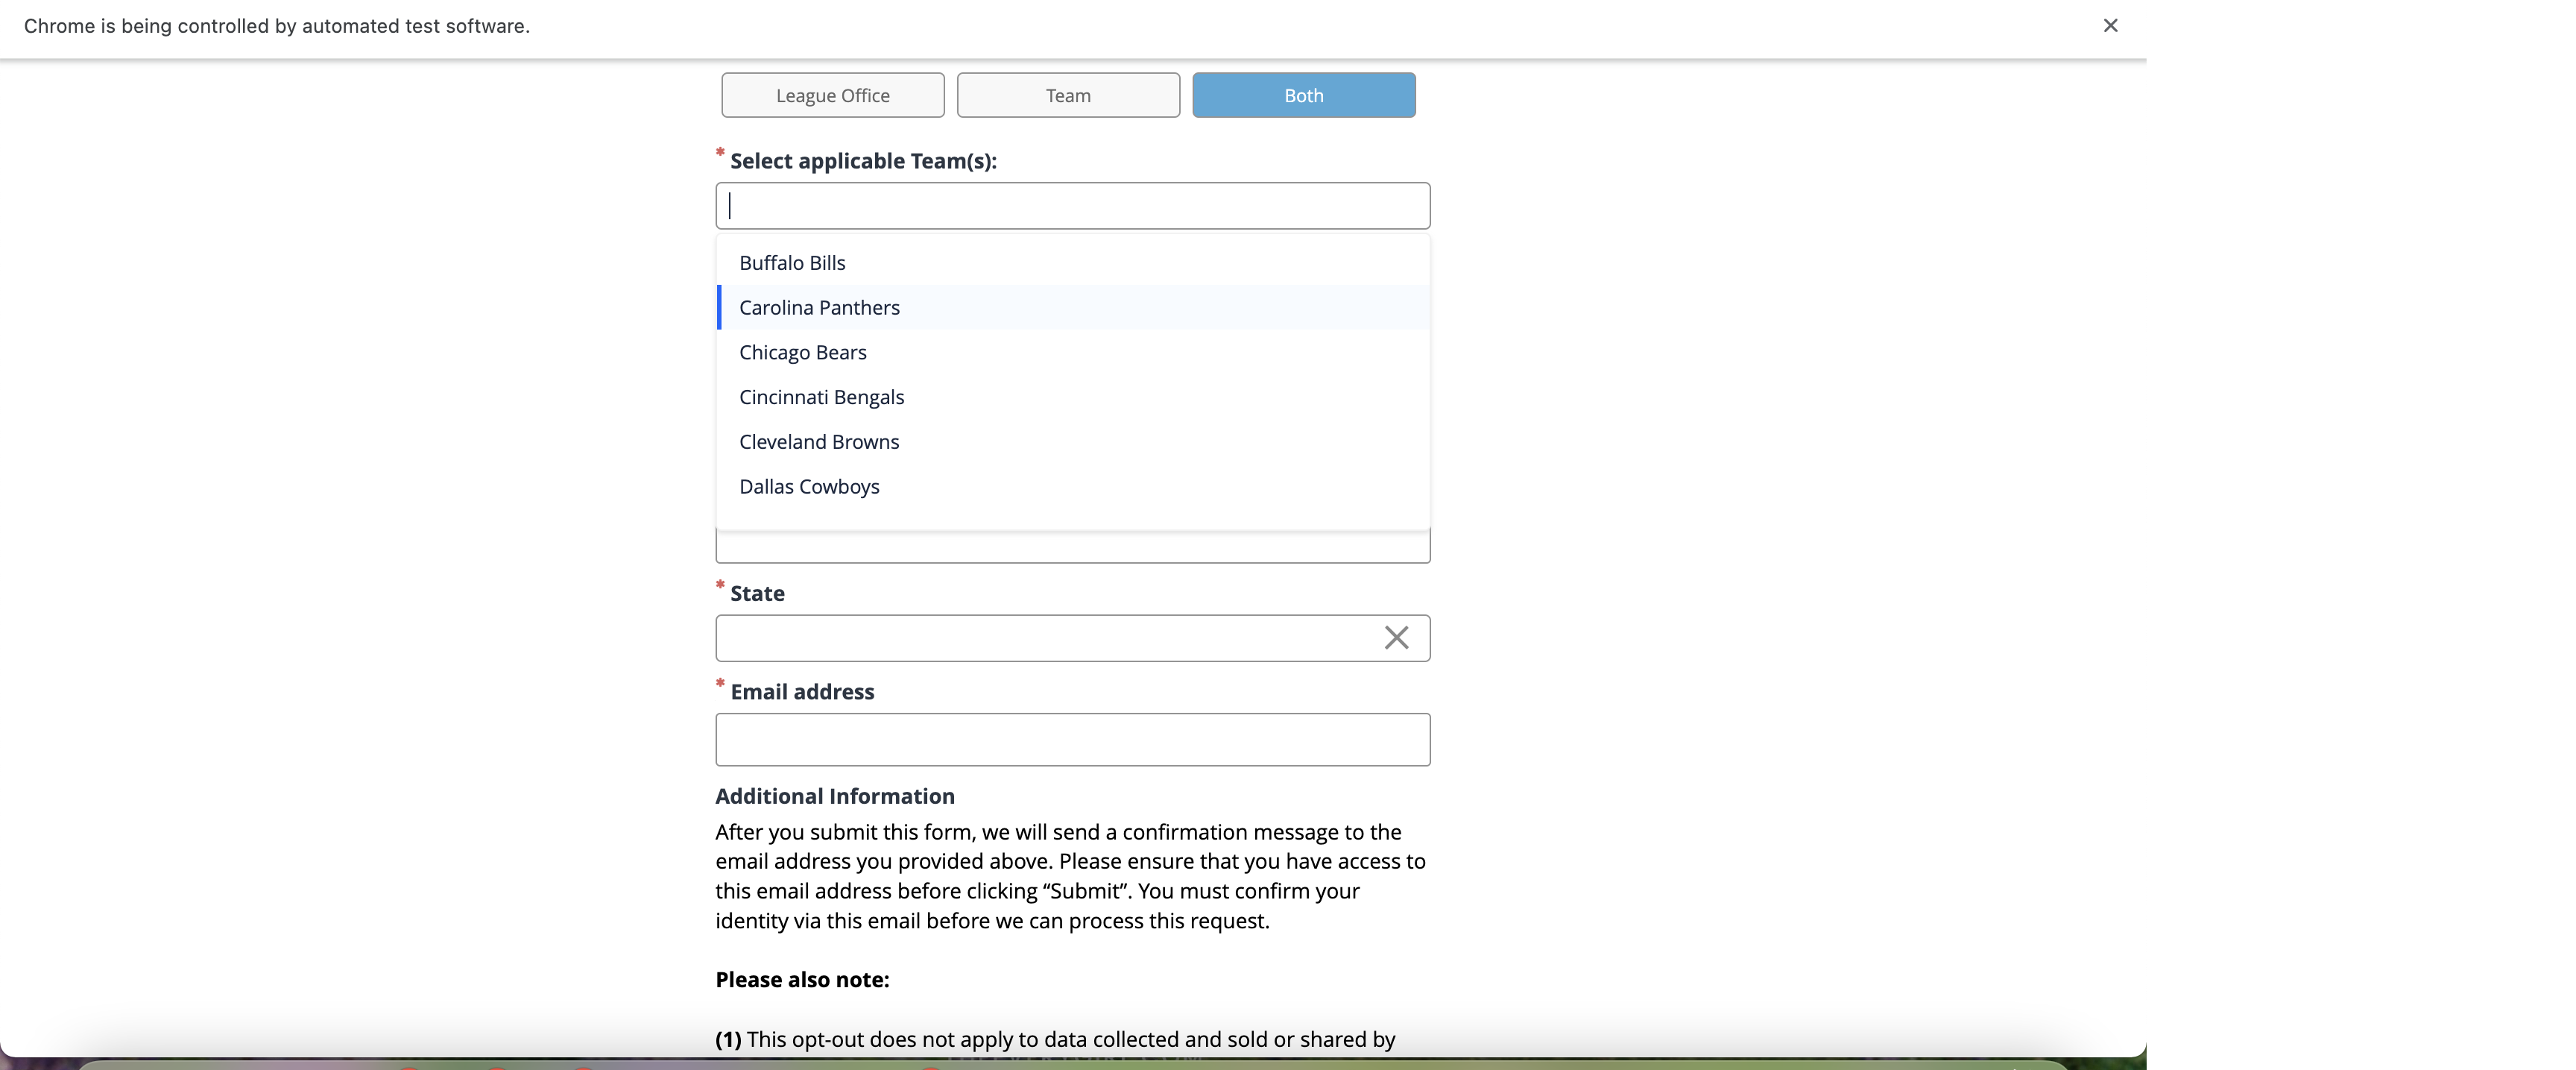 Chrome is being controlled by automated test software.
League Office
Team
Both
* Select applicable Team(s):
Buffalo Bills
Carolina Panthers
Chicago Bears
Cincinnati Bengals
Cleveland Browns
Dallas Cowboys
* State
* Email address
Additional Information
After you submit this form, we will send a confirmation message to the
email address you provided above. Please ensure that you have access to
this email address before clicking “Submit”. You must confirm your
identity via this email before we can process this request.
Please also note:
(1) This opt-out does not apply to data collected and sold or shared by